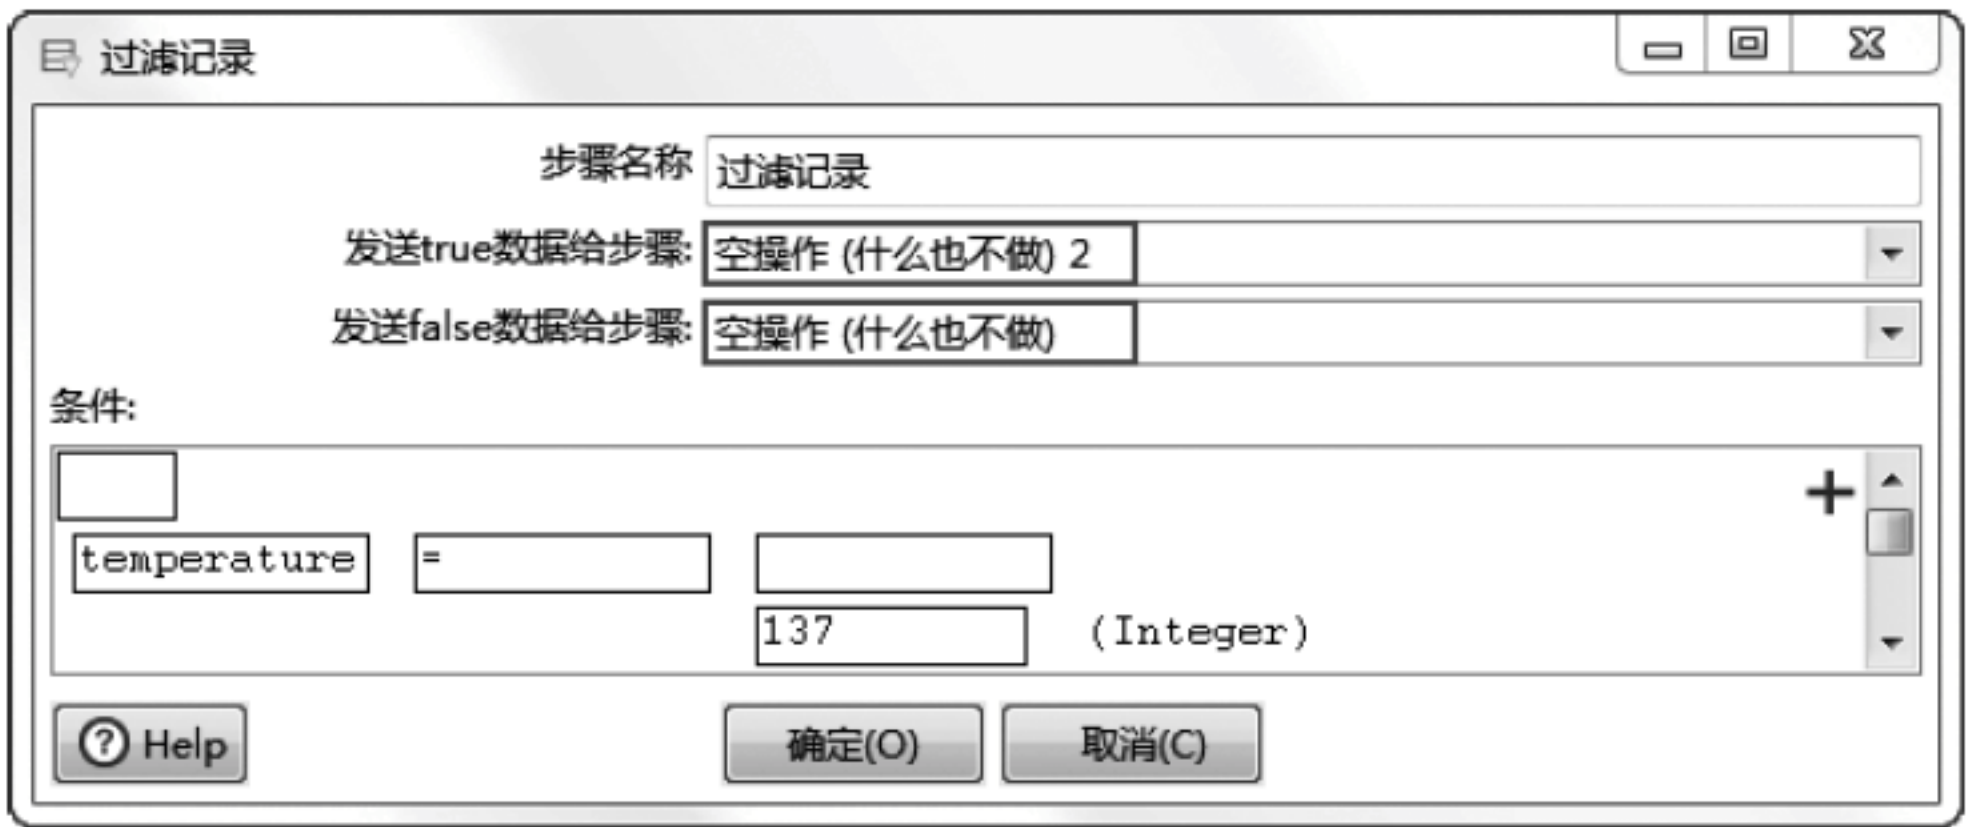 过滤记录
步骤名称 过滤记录
发送true数据给步骤: 空操作 (什么也不做) 2
发送false数据给步骤: 空操作 (什么也不做)
条件:
+
temperature =
137 (Integer)
? Help 确定(O) 取消(C)